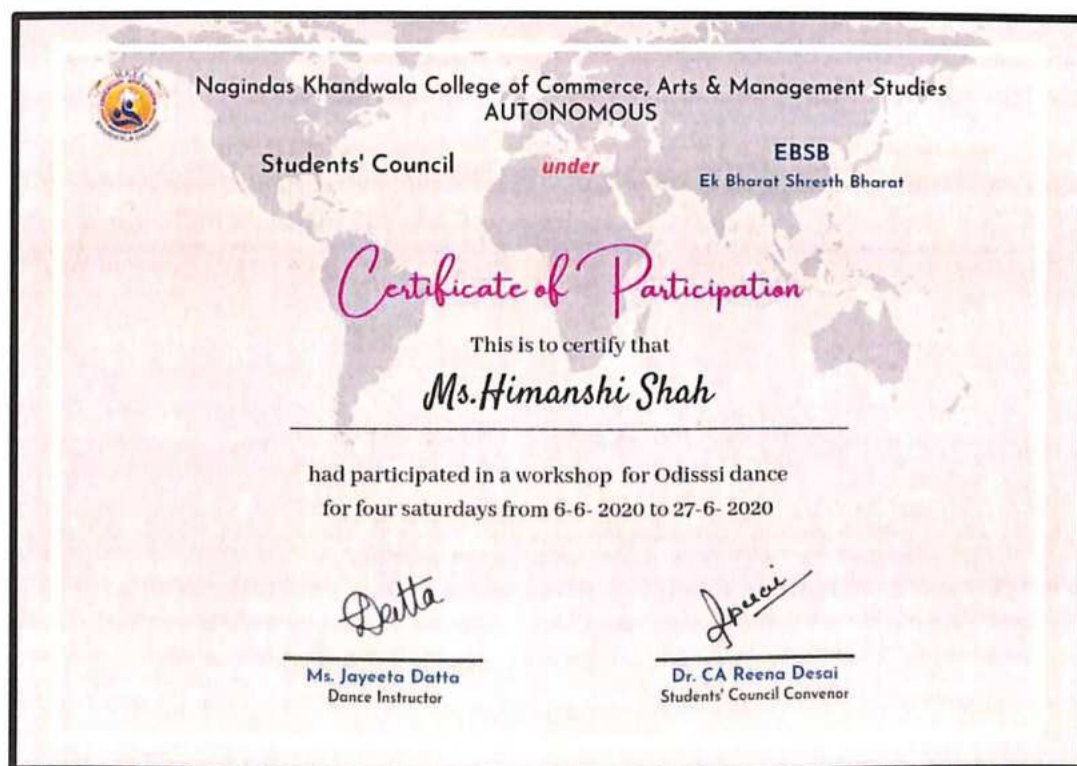 Nagindas Khandwala College of Commerce, Arts & Management Studies
AUTONOMOUS
Students' Council under EBSB
Ek Bharat Shresth Bharat
Certificate of Participation
This is to certify that
Ms.Himanshi Shah
had participated in a workshop for Odisssi dance
for four saturdays from 6-6- 2020 to 27-6- 2020
Datta
Ms. Jayeeta Datta
Dance Instructor
Dr. CA Reena Desai
Students' Council Convenor